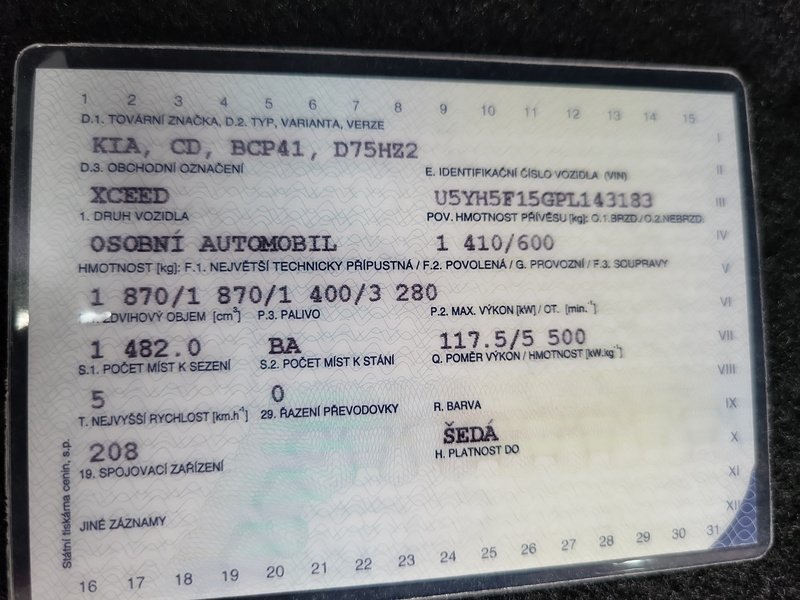 1 2 3 4 5 6 7 8 9 10 11 12 13 14 15
D.1. TOVÁRNÍ ZNAČKA, D.2. TYP, VARIANTA, VERZE
I
KIA, CD, BCP41, D75HZ2
D.3. OBCHODNÍ OZNAČENÍ E. IDENTIFIKAČNÍ ČÍSLO VOZIDLA (VIN)
II
XCEED U5YH5F15GPL143183
III
1. DRUH VOZIDLA POV. HMOTNOST PŘÍVĚSU [kg]: O.1.BRZD./O.2.NEBRZD.
OSOBNÍ AUTOMOBIL 1 410/600
IV
HMOTNOST [kg]: F.1. NEJVĚTŠÍ TECHNICKY PŘÍPUSTNÁ / F.2. POVOLENÁ / G. PROVOZNÍ / F.3. SOUPRAVY
V
1 870/1 870/1 400/3 280
VI
ZDVIHOVÝ OBJEM [cm³] P.3. PALIVO P.2. MAX. VÝKON [kW] / OT. [min.⁻¹]
1 482.0 BA 117.5/5 500
VII
S.1. POČET MÍST K SEZENÍ S.2. POČET MÍST K STÁNÍ Q. POMĚR VÝKON / HMOTNOST [kW.kg⁻¹]
VIII
5 0
T. NEJVYŠŠÍ RYCHLOST [km.h⁻¹] 29. ŘAZENÍ PŘEVODOVKY R. BARVA
IX
208 ŠEDÁ
X
19. SPOJOVACÍ ZAŘÍZENÍ H. PLATNOST DO
XI
JINÉ ZÁZNAMY
XII
Státní tiskárna cenin, s.p.
16 17 18 19 20 21 22 23 24 25 26 27 28 29 30 31